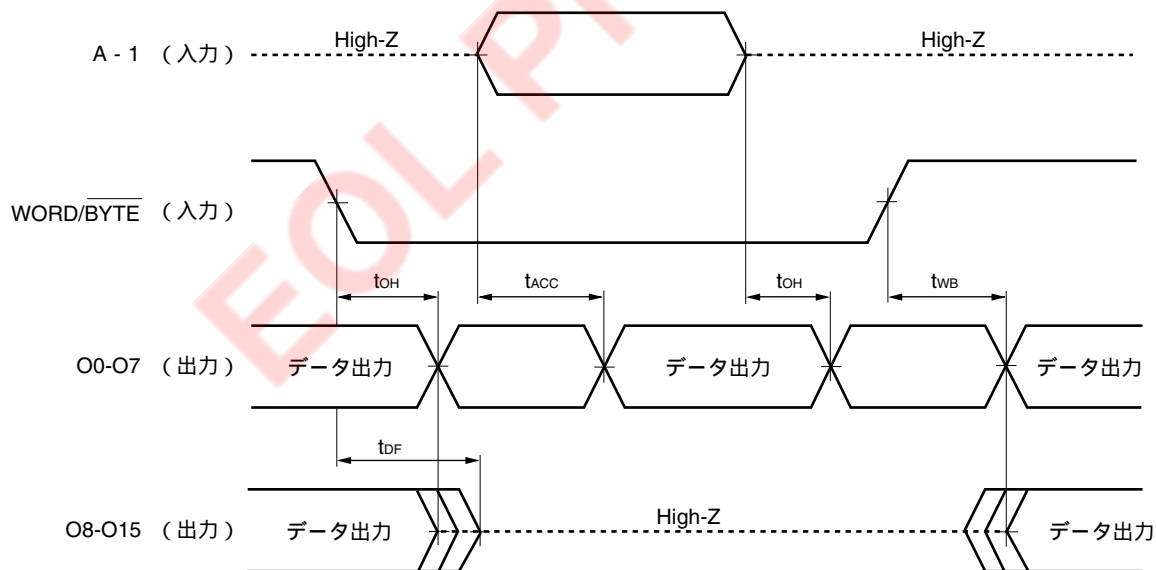 A - 1 （入力） High-Z High-Z
WORD/BYTE （入力）
tOH tACC tOH tWB
O0-O7 （出力） データ出力 データ出力 データ出力
tDF
O8-O15 （出力） データ出力 High-Z データ出力
EOL